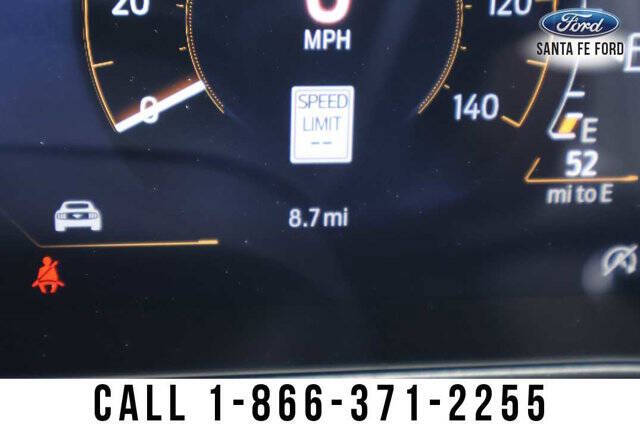 20
0
MPH
120
Ford
SANTA FE FORD
SPEED
LIMIT
--
0
140
E
52
mi to E
8.7 mi
CALL 1-866-371-2255